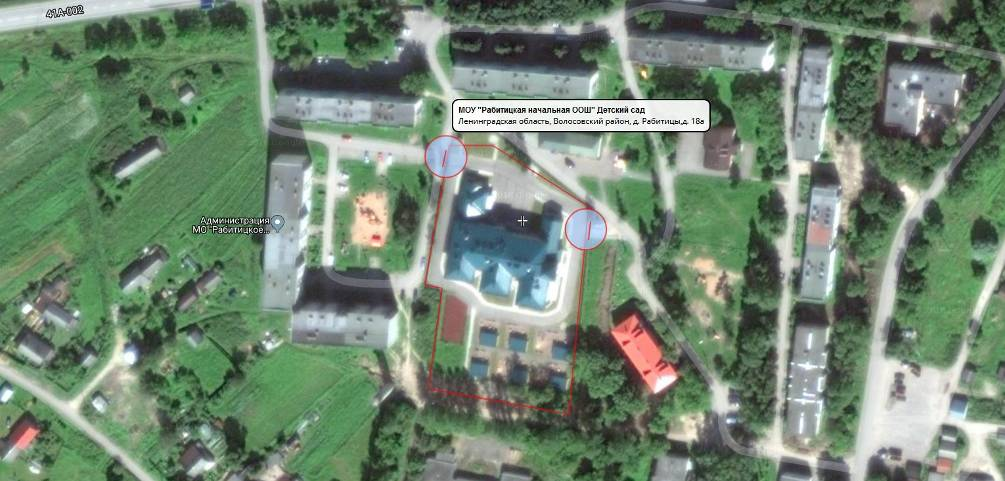 41А-002
МОУ "Рабитицкая начальная ООШ" Детский сад
Ленинградская область, Волосовский район, д. Рабитицы,д. 18а
Администрация
МО "Рабитицкое...